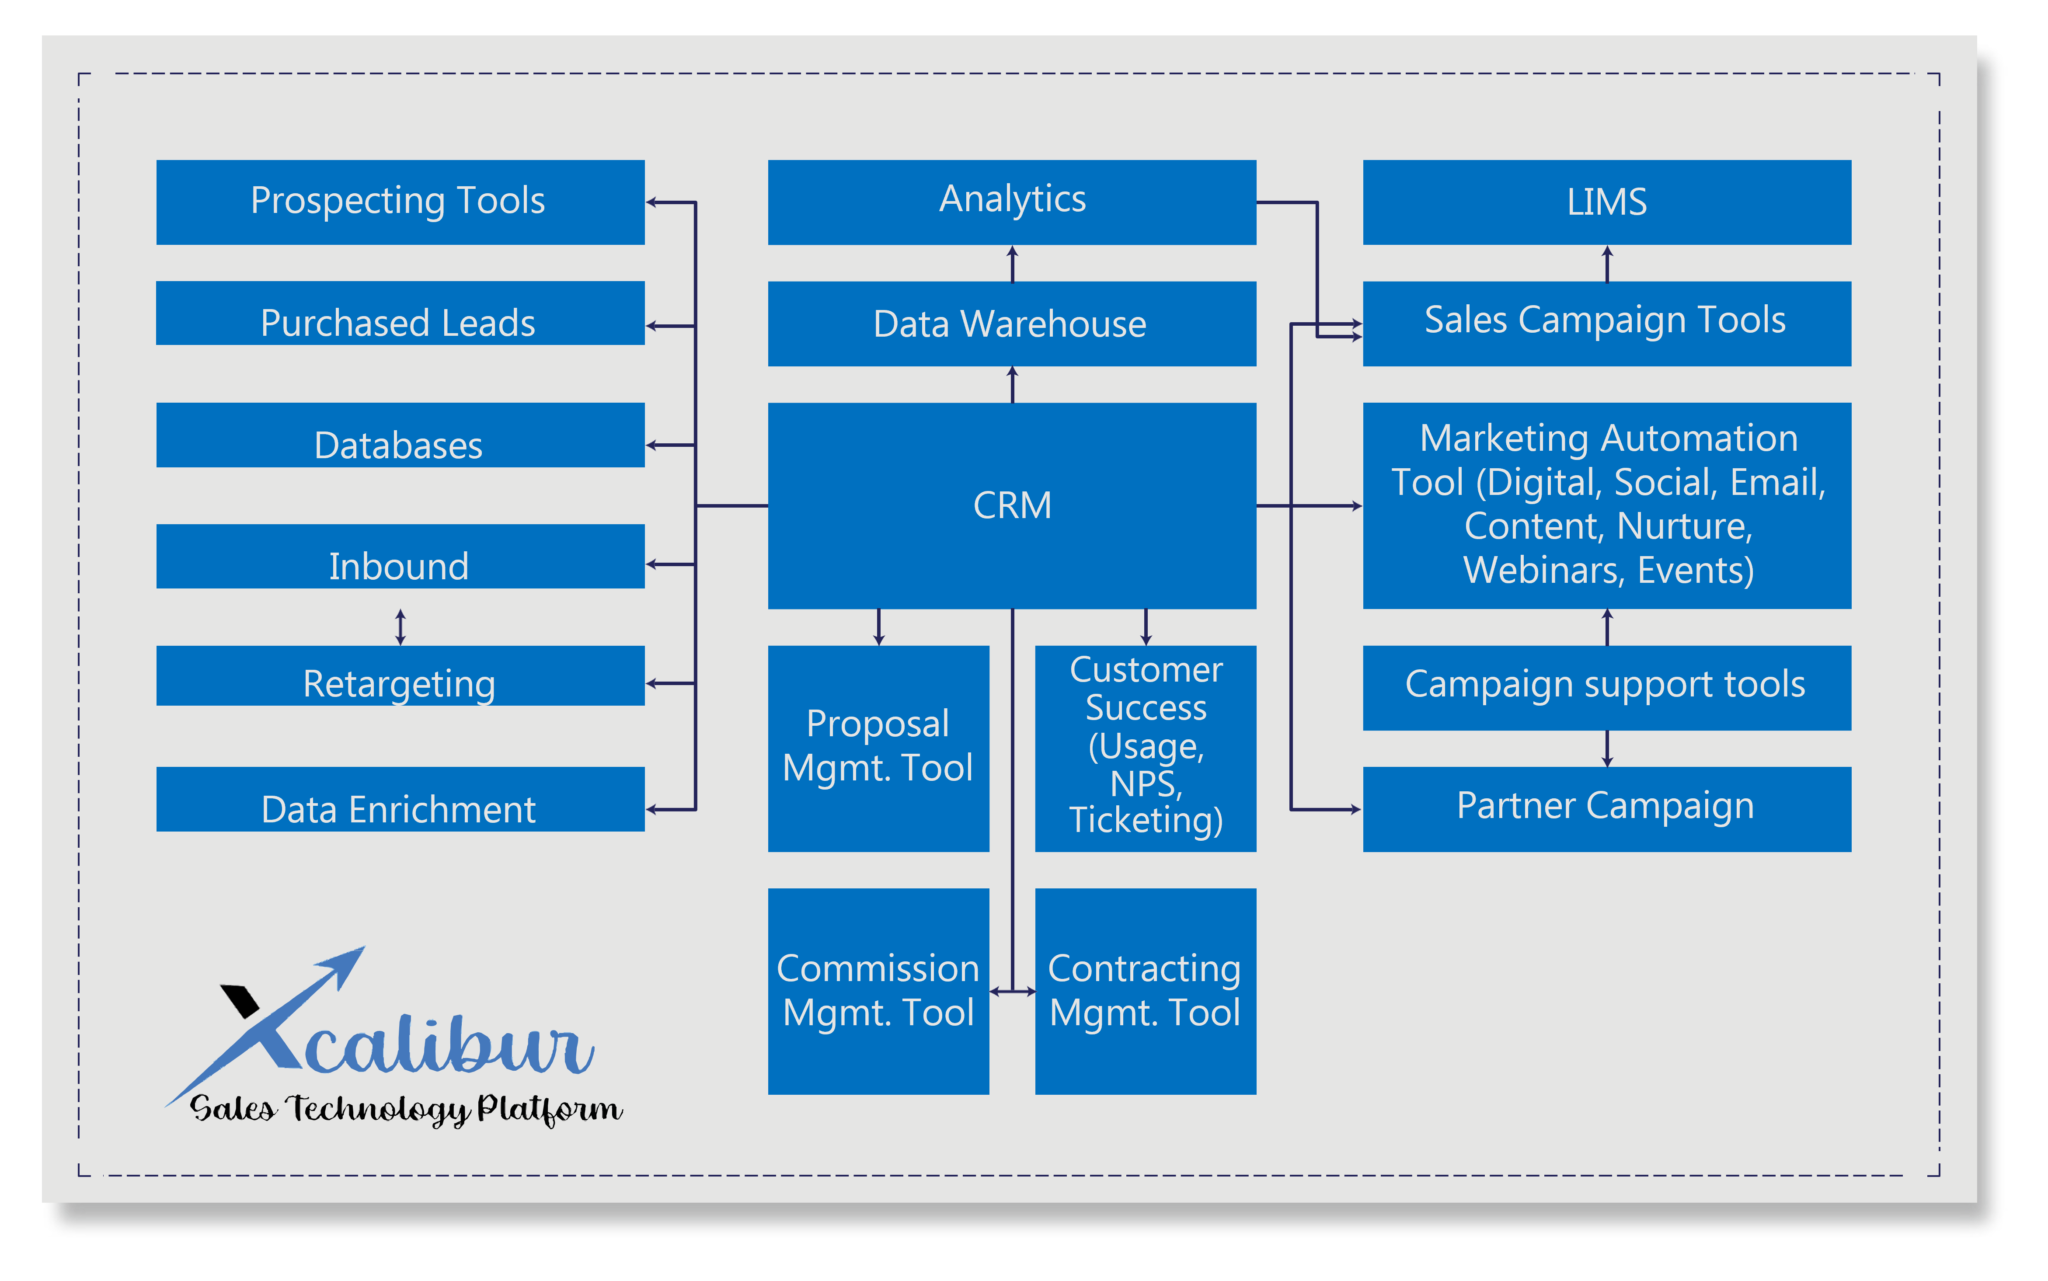 Prospecting Tools
Purchased Leads
Databases
Inbound
Retargeting
Data Enrichment
Analytics
Data Warehouse
CRM
Proposal
Mgmt. Tool
Customer
Success
(Usage,
NPS,
Ticketing)
Commission
Mgmt. Tool
Contracting
Mgmt. Tool
LIMS
Sales Campaign Tools
Marketing Automation
Tool (Digital, Social, Email,
Content, Nurture,
Webinars, Events)
Campaign support tools
Partner Campaign
Xcalibur
Sales Technology Platform